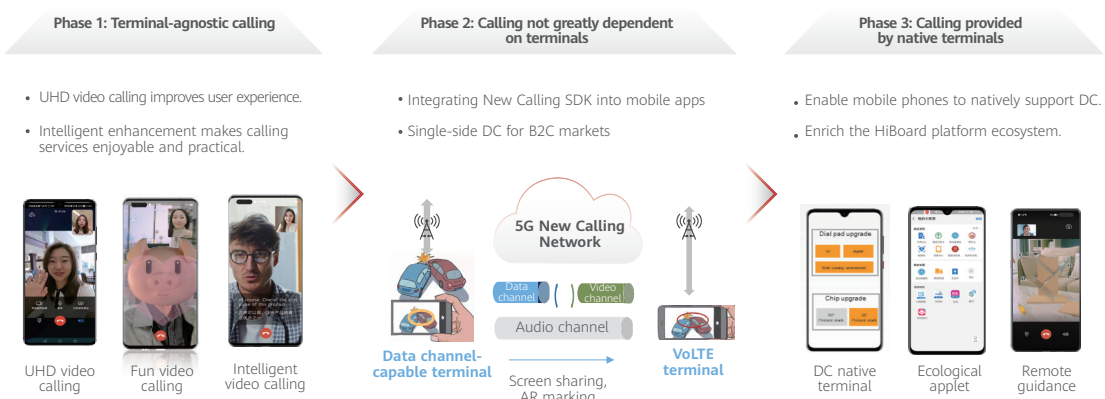 Phase 1: Terminal-agnostic calling
• UHD video calling improves user experience.
• Intelligent enhancement makes calling
services enjoyable and practical.
UHD video
calling
Fun video
calling
Intelligent
video calling
Phase 2: Calling not greatly dependent
on terminals
• Integrating New Calling SDK into mobile apps
• Single-side DC for B2C markets
5G New Calling
Network
Data
channel
Video
channel
Audio channel
Data channel-
capable terminal
VoLTE
terminal
Screen sharing,
AR marking
Phase 3: Calling provided
by native terminals
• Enable mobile phones to natively support DC.
• Enrich the HiBoard platform ecosystem.
Dial pad upgrade
Chip upgrade
DC native
terminal
Ecological
applet
Remote
guidance